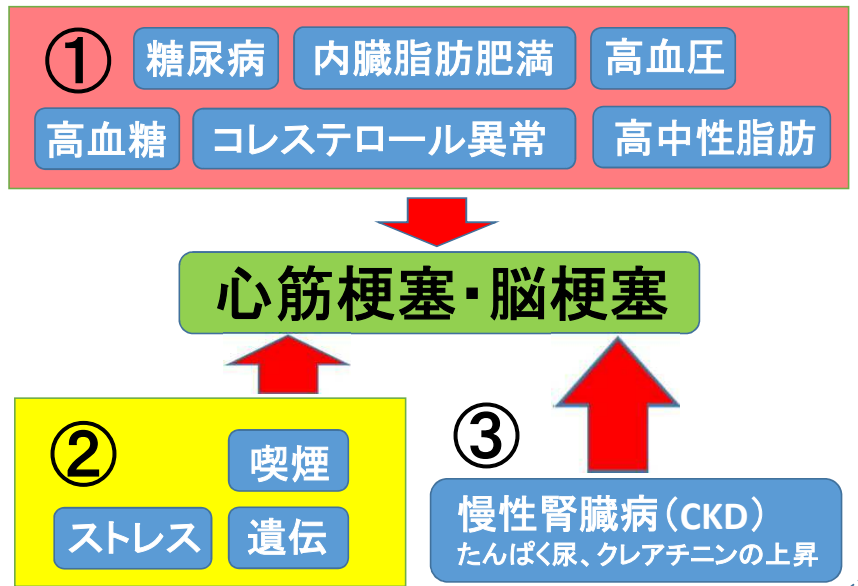 ①
糖尿病
内臓脂肪肥満
高血圧
高血糖
コレステロール異常
高中性脂肪
心筋梗塞・脳梗塞
②
喫煙
ストレス
遺伝
③
慢性腎臓病(CKD)
たんぱく尿、クレアチニンの上昇